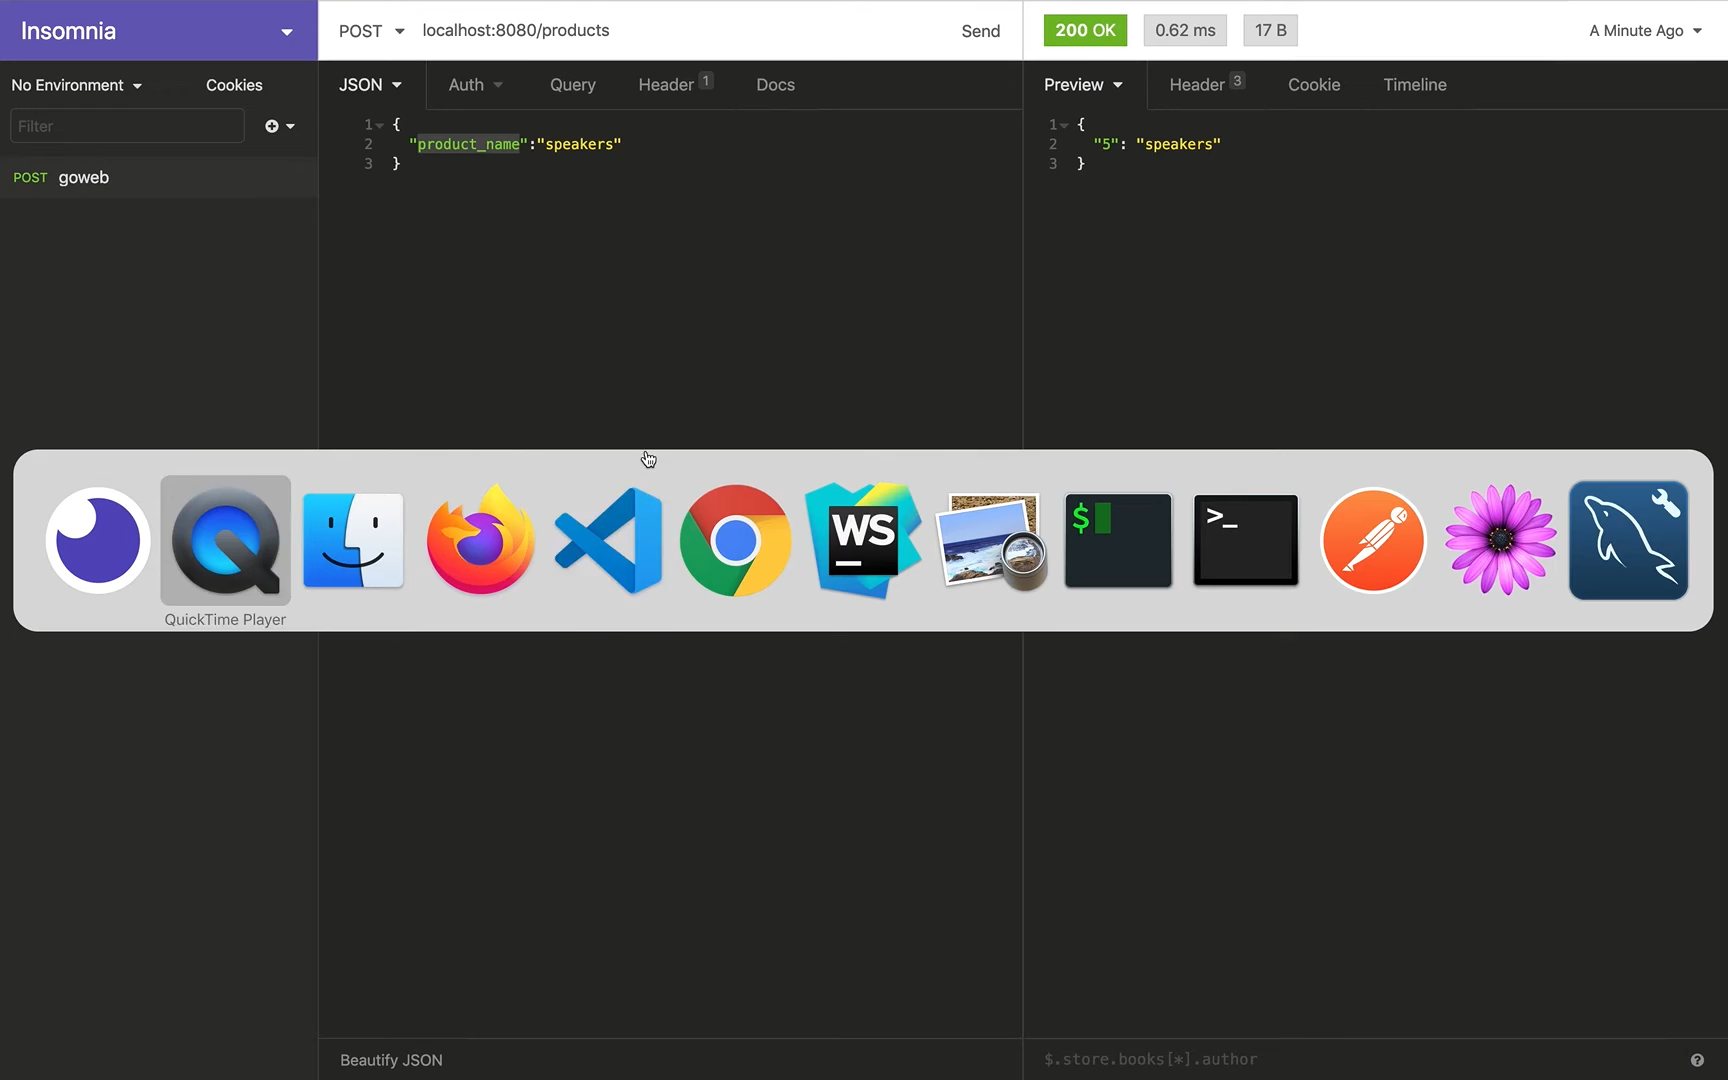 Insomnia
POST localhost:8080/products Send
200 OK 0.62 ms 17 B A Minute Ago
No Environment Cookies
JSON Auth Query Header 1 Docs
Preview Header 3 Cookie Timeline
Filter
POST goweb
1 {
2 "product_name":"speakers"
3 }
1 {
2 "5": "speakers"
3 }
WS
$
>_
QuickTime Player
Beautify JSON
$.store.books[*].author
?